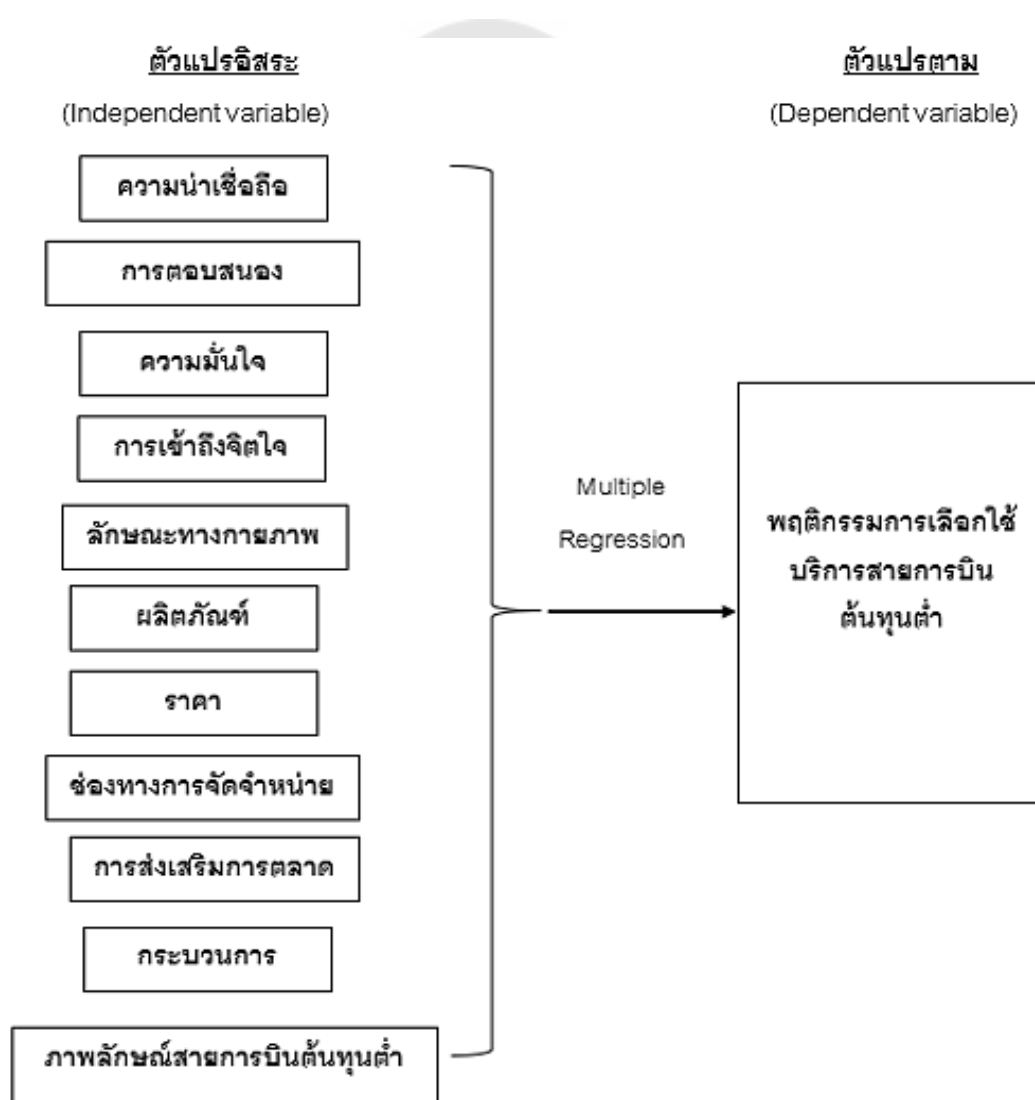 ตัวแปรอิสระ
(Independent variable)
ความน่าเชื่อถือ
การตอบสนอง
ความมั่นใจ
การเข้าถึงจิตใจ
ลักษณะทางกายภาพ
ผลิตภัณฑ์
ราคา
ช่องทางการจัดจำหน่าย
การส่งเสริมการตลาด
กระบวนการ
ภาพลักษณ์สายการบินต้นทุนต่ำ
Multiple
Regression
ตัวแปรตาม
(Dependent variable)
พฤติกรรมการเลือกใช้
บริการสายการบิน
ต้นทุนต่ำ